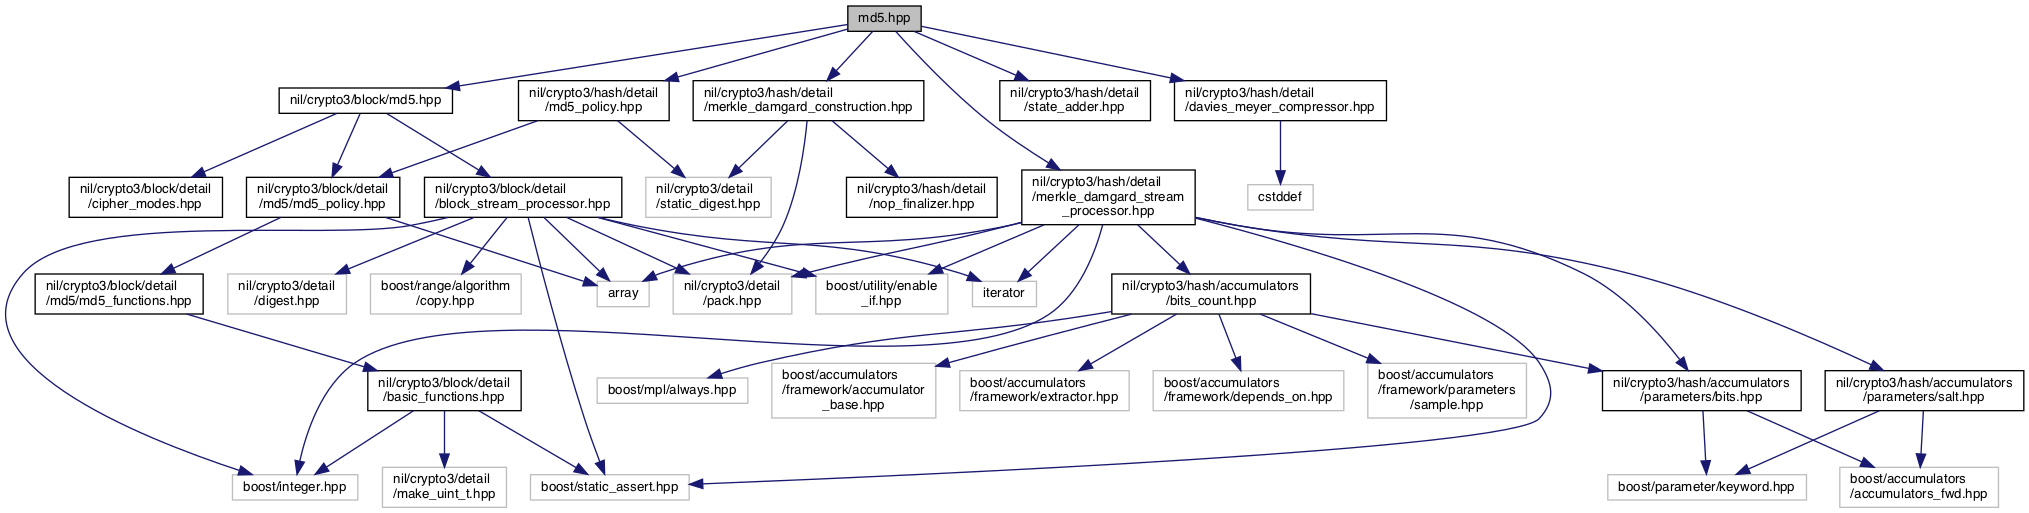 md5.hpp
nil/crypto3/block/md5.hpp
nil/crypto3/hash/detail
/md5_policy.hpp
nil/crypto3/hash/detail
/merkle_damgard_construction.hpp
nil/crypto3/hash/detail
/state_adder.hpp
nil/crypto3/hash/detail
/davies_meyer_compressor.hpp
nil/crypto3/block/detail
/cipher_modes.hpp
nil/crypto3/block/detail
/md5/md5_policy.hpp
nil/crypto3/block/detail
/block_stream_processor.hpp
nil/crypto3/detail
/static_digest.hpp
nil/crypto3/hash/detail
/nop_finalizer.hpp
nil/crypto3/hash/detail
/merkle_damgard_stream
_processor.hpp
cstddef
nil/crypto3/block/detail
/md5/md5_functions.hpp
nil/crypto3/detail
/digest.hpp
boost/range/algorithm
/copy.hpp
array
nil/crypto3/detail
/pack.hpp
boost/utility/enable
_if.hpp
iterator
nil/crypto3/hash/accumulators
/bits_count.hpp
nil/crypto3/block/detail
/basic_functions.hpp
boost/mpl/always.hpp
boost/accumulators
/framework/accumulator
_base.hpp
boost/accumulators
/framework/extractor.hpp
boost/accumulators
/framework/depends_on.hpp
boost/accumulators
/framework/parameters
/sample.hpp
nil/crypto3/hash/accumulators
/parameters/bits.hpp
nil/crypto3/hash/accumulators
/parameters/salt.hpp
boost/integer.hpp
nil/crypto3/detail
/make_uint_t.hpp
boost/static_assert.hpp
boost/parameter/keyword.hpp
boost/accumulators
/accumulators_fwd.hpp